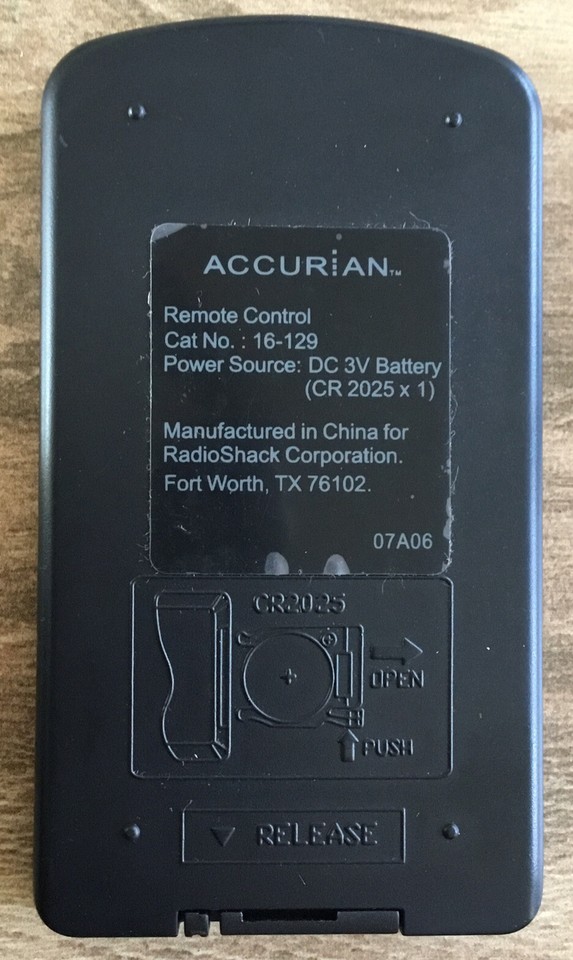 ACCURiAN™
Remote Control
Cat No. : 16-129
Power Source: DC 3V Battery
(CR 2025 x 1)
Manufactured in China for
RadioShack Corporation.
Fort Worth, TX 76102.
07A06
CR2025
+
+
OPEN
PUSH
RELEASE